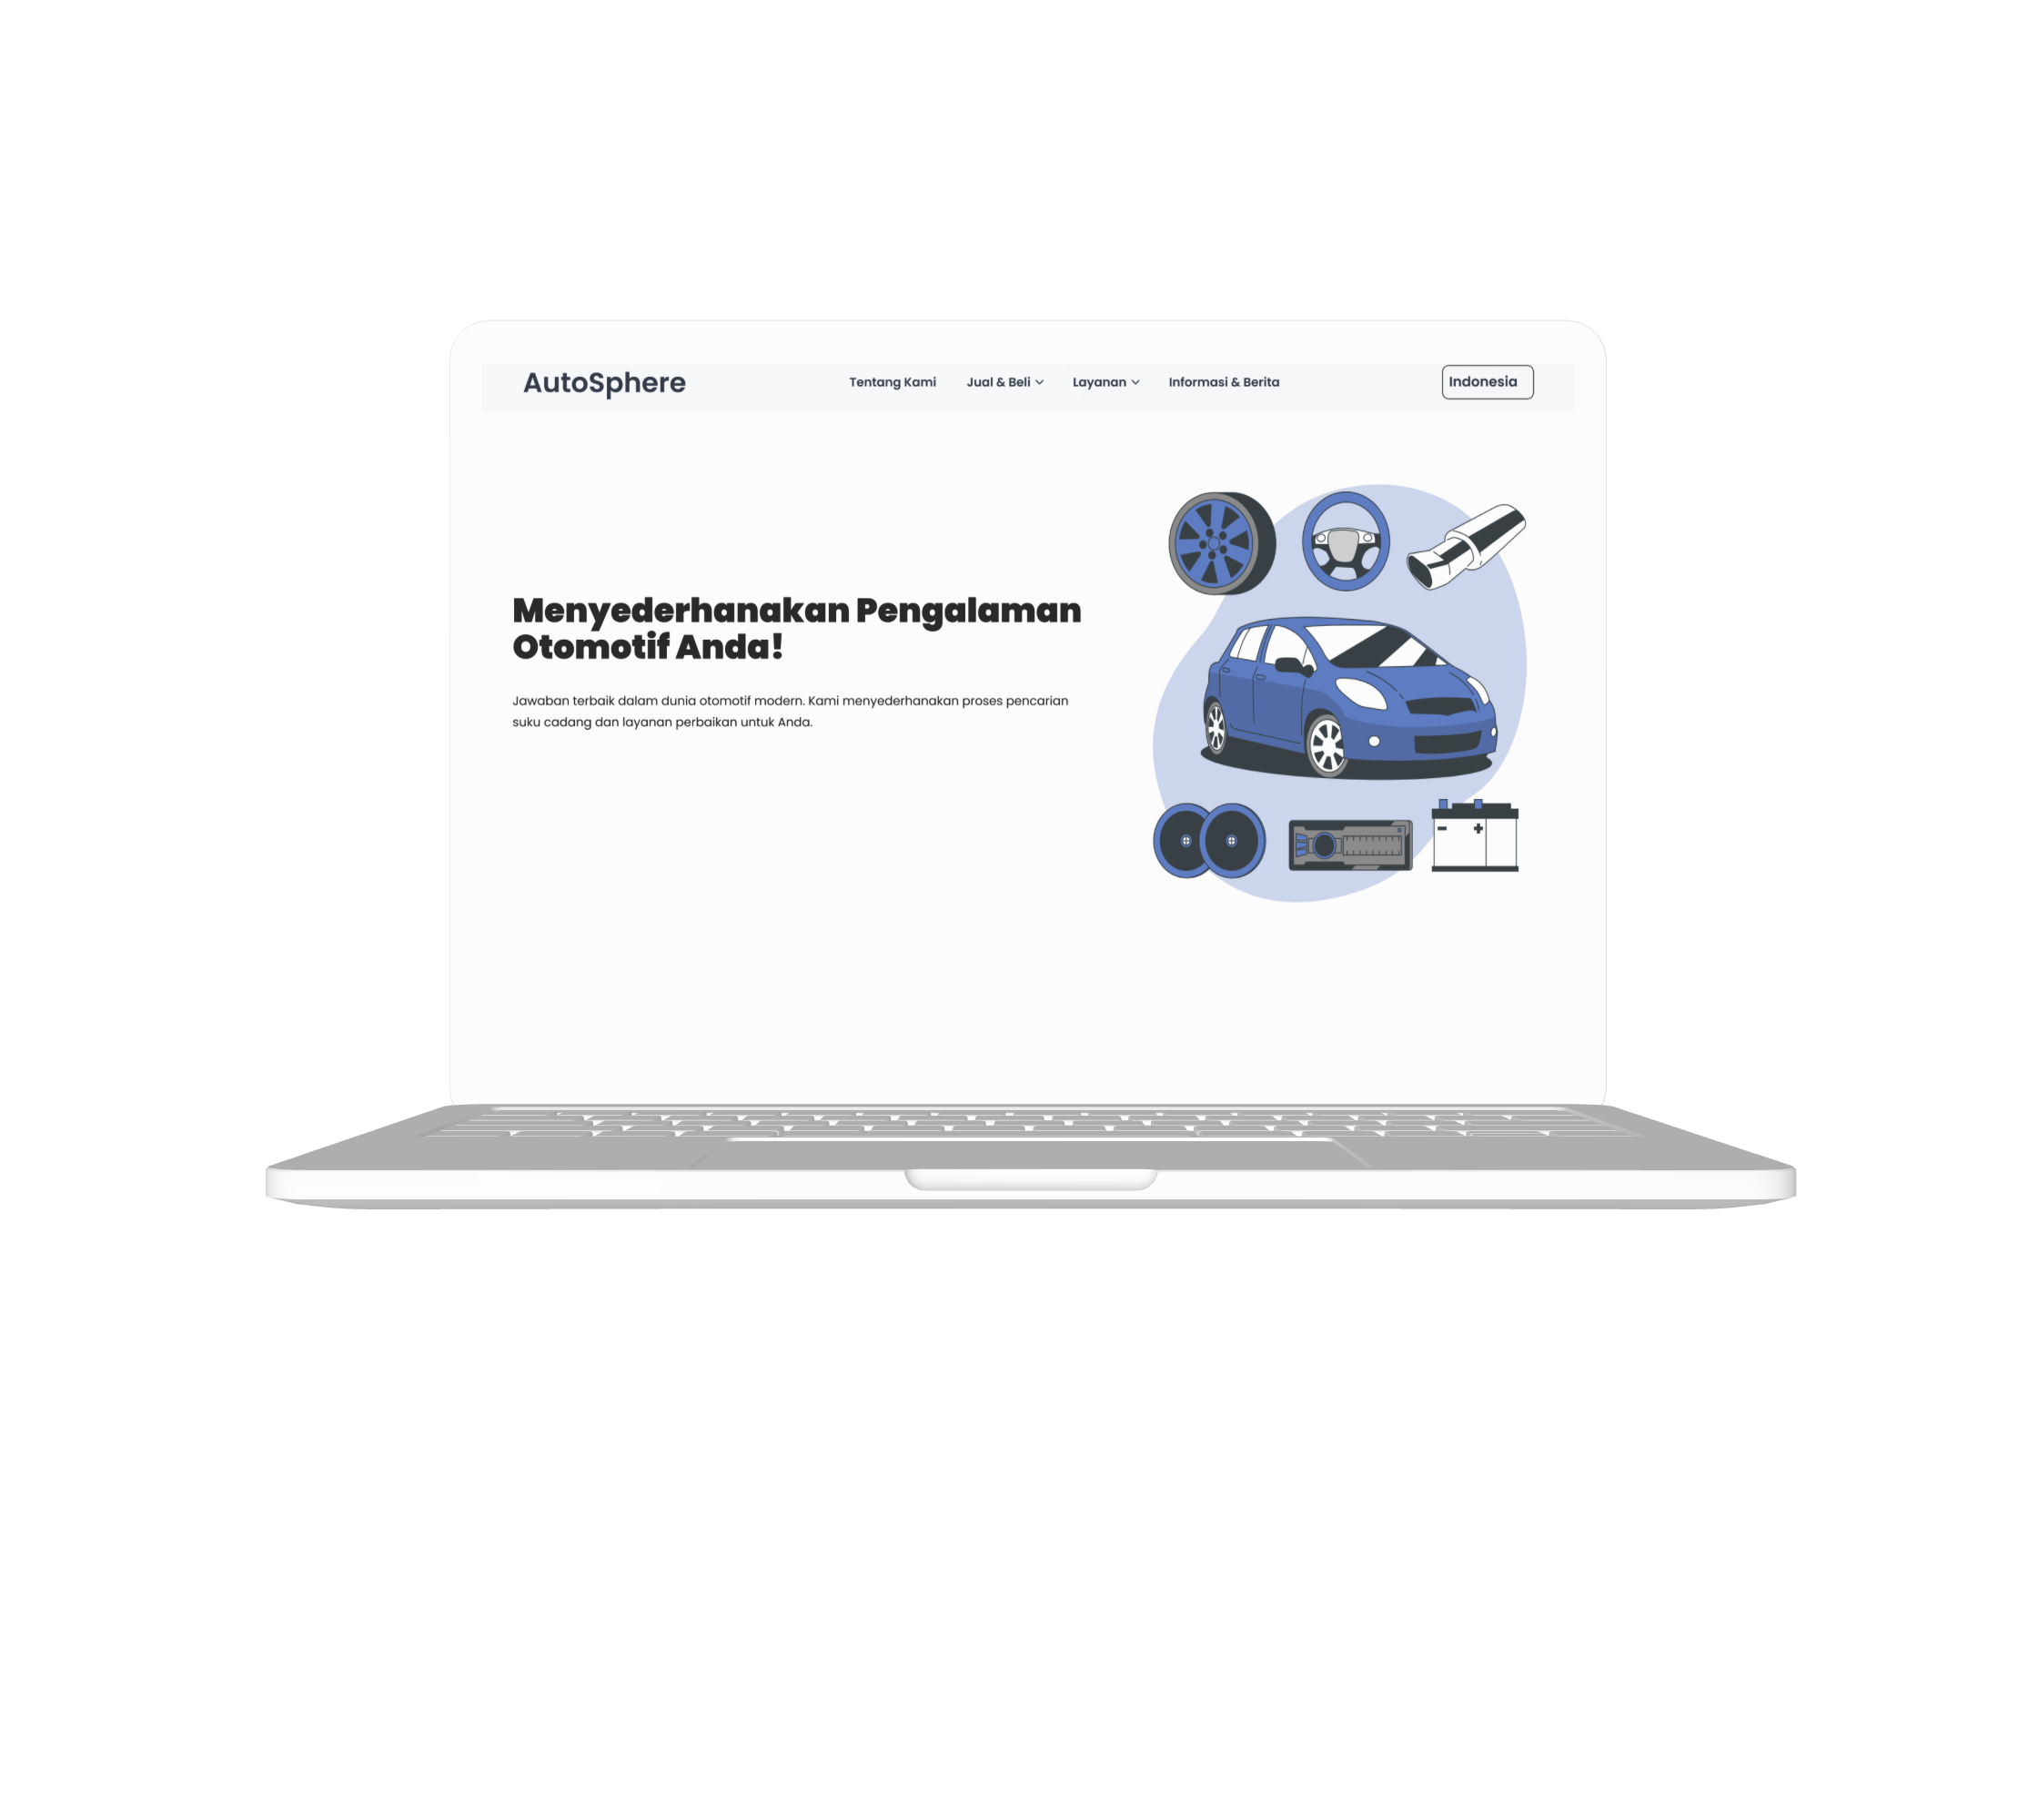 AutoSphere
Tentang Kami
Jual & Beli
Layanan
Informasi & Berita
Indonesia
Menyederhanakan Pengalaman
Otomotif Anda!
Jawaban terbaik dalam dunia otomotif modern. Kami menyederhanakan proses pencarian
suku cadang dan layanan perbaikan untuk Anda.